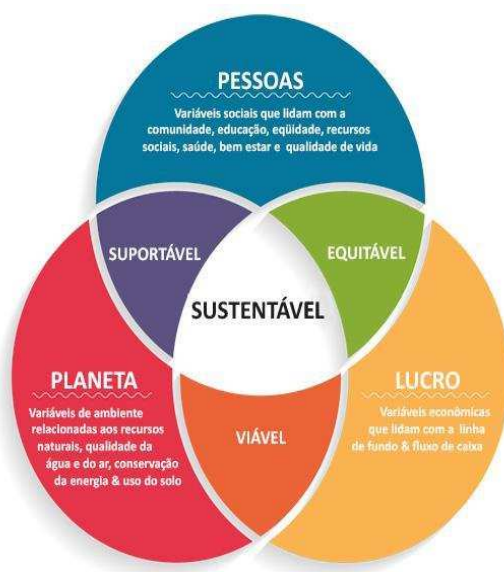 PESSOAS
Variáveis sociais que lidam com a
comunidade, educação, eqüidade, recursos
sociais, saúde, bem estar e qualidade de vida
SUPORTÁVEL
EQUITÁVEL
SUSTENTÁVEL
PLANETA
Variáveis de ambiente
relacionadas aos recursos
naturais, qualidade da
água e do ar, conservação
da energia & uso do solo
LUCRO
Variáveis econômicas
que lidam com a linha
de fundo & fluxo de caixa
VIÁVEL